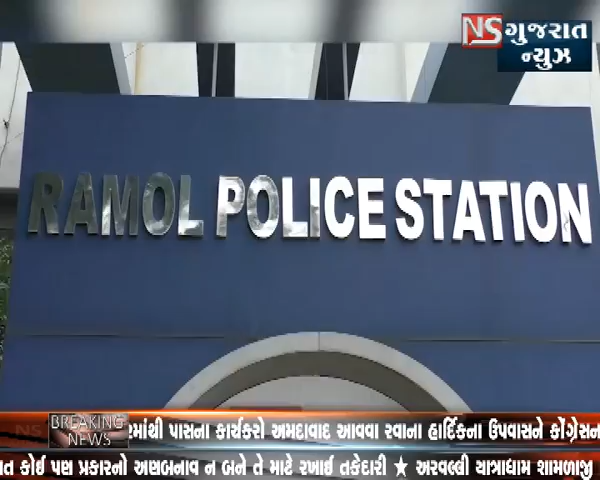 NS ગુજરાત
ન્યુઝ
RAMOL POLICE STATION
BREAKING
NEWS
રમાંથી પાસના કાર્યકરો અમદાવાદ આવવા રવાના હાર્દિકના ઉપવાસને કોંગ્રેસન
ાત કોઈ પણ પ્રકારનો અણબનાવ ન બને તે માટે રખાઈ તકેદારી ★ અરવલ્લી યાત્રાધામ શામળાજી